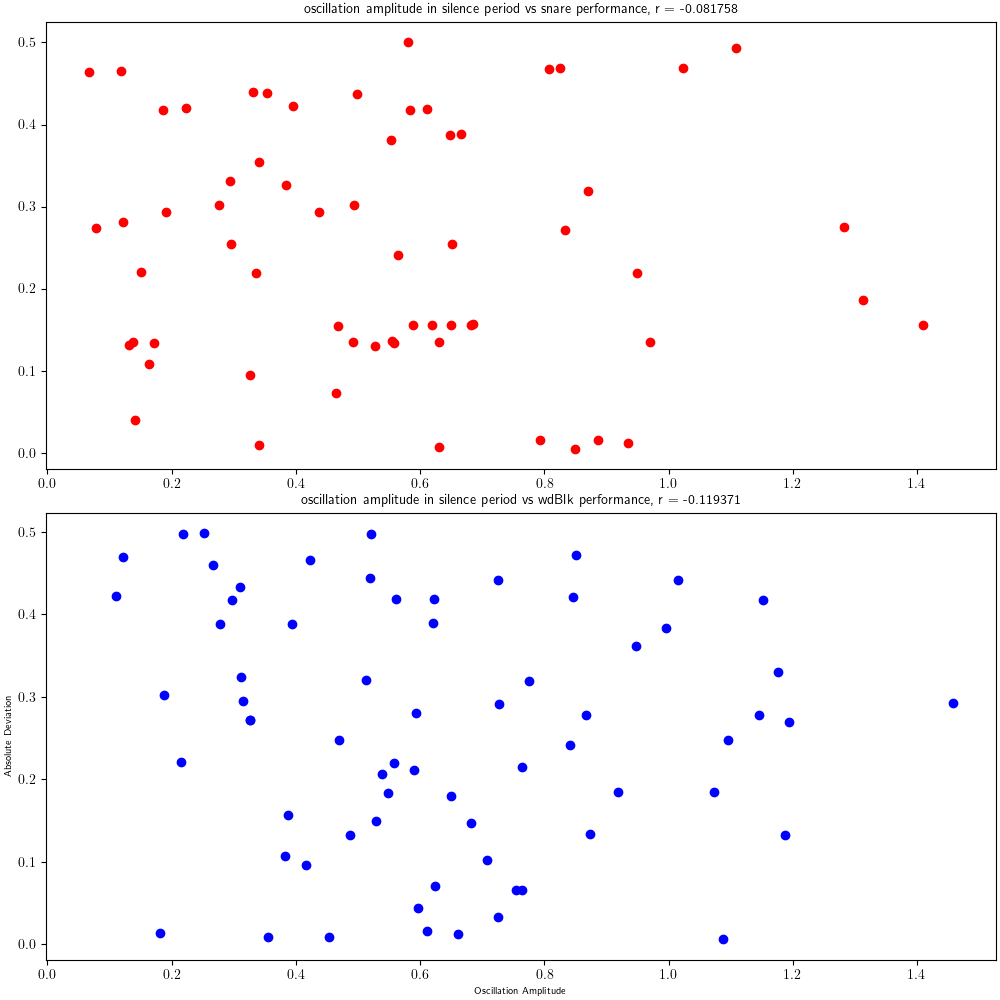 oscillation amplitude in silence period vs snare performance, r = -0.081758
0.5
0.4
0.3
0.2
0.1
0.0
0.0 0.2 0.4 0.6 0.8 1.0 1.2 1.4
oscillation amplitude in silence period vs wdBlk performance, r = -0.119371
0.5
0.4
0.3
0.2
0.1
0.0
Absolute Deviation
0.0 0.2 0.4 0.6 0.8 1.0 1.2 1.4
Oscillation Amplitude